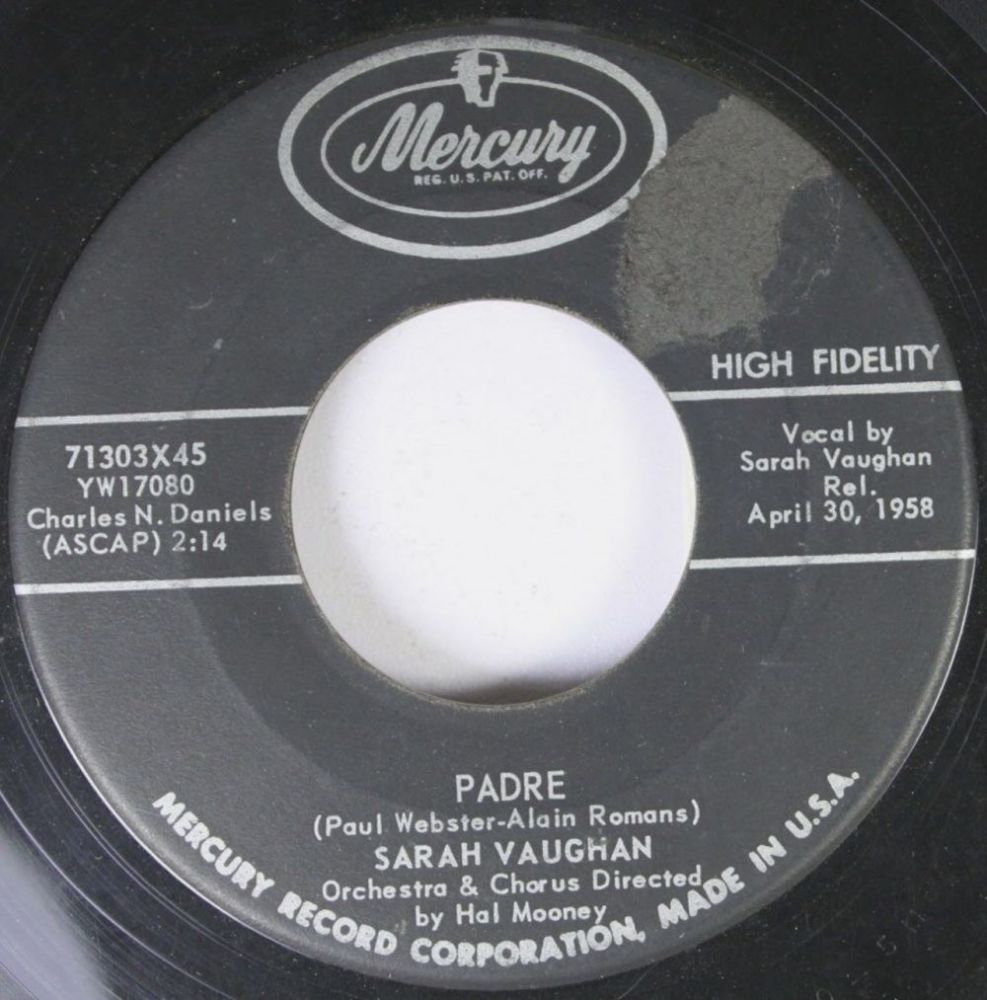 Mercury
REG. U.S. PAT. OFF.
HIGH FIDELITY
71303X45
YW17080
Charles N. Daniels
(ASCAP) 2:14
Vocal by
Sarah Vaughan
Rel.
April 30, 1958
PADRE
(Paul Webster-Alain Romans)
SARAH VAUGHAN
Orchestra & Chorus Directed
by Hal Mooney
MERCURY RECORD CORPORATION, MADE IN U.S.A.